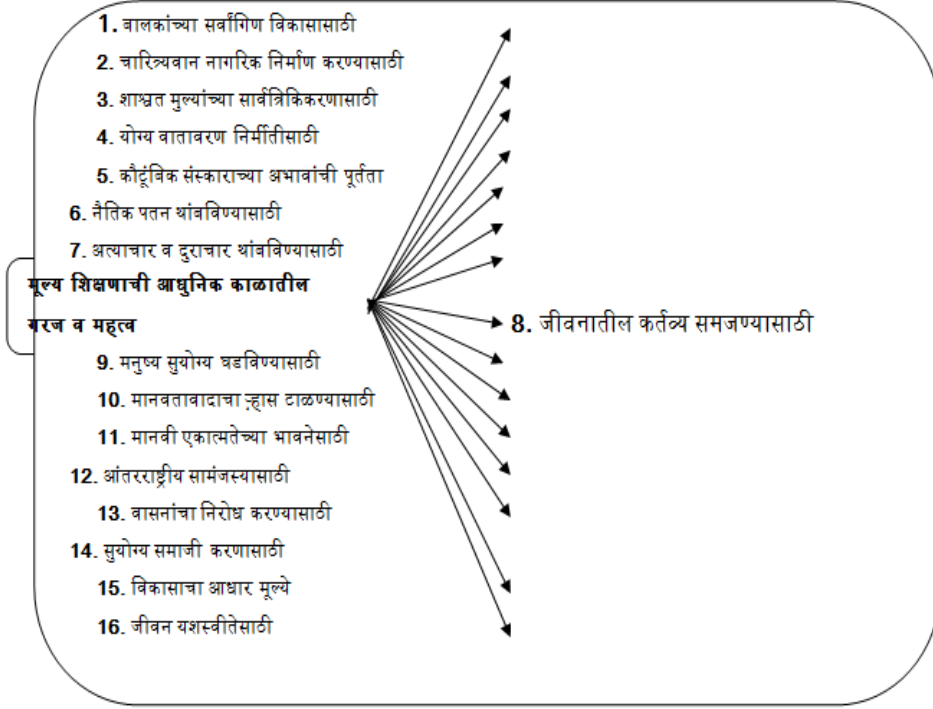 1. बालकांच्या सर्वांगिण विकासासाठी
2. चारित्र्यवान नागरिक निर्माण करण्यासाठी
3. शाश्वत मुल्यांच्या सार्वत्रिकिकरणासाठी
4. योग्य वातावरण निर्मीतीसाठी
5. कौटूंबिक संस्काराच्या अभावांची पूर्तता
6. नैतिक पतन थांबविण्यासाठी
7. अत्याचार व दुराचार थांबविण्यासाठी
मूल्य शिक्षणाची आधुनिक काळातील
गरज व महत्व
8. जीवनातील कर्तव्य समजण्यासाठी
9. मनुष्य सुयोग्य घडविण्यासाठी
10. मानवतावादाचा ऱ्हास टाळण्यासाठी
11. मानवी एकात्मतेच्या भावनेसाठी
12. आंतरराष्ट्रीय सामंजस्यासाठी
13. वासनांचा निरोध करण्यासाठी
14. सुयोग्य समाजी करणासाठी
15. विकासाचा आधार मूल्ये
16. जीवन यशस्वीतेसाठी